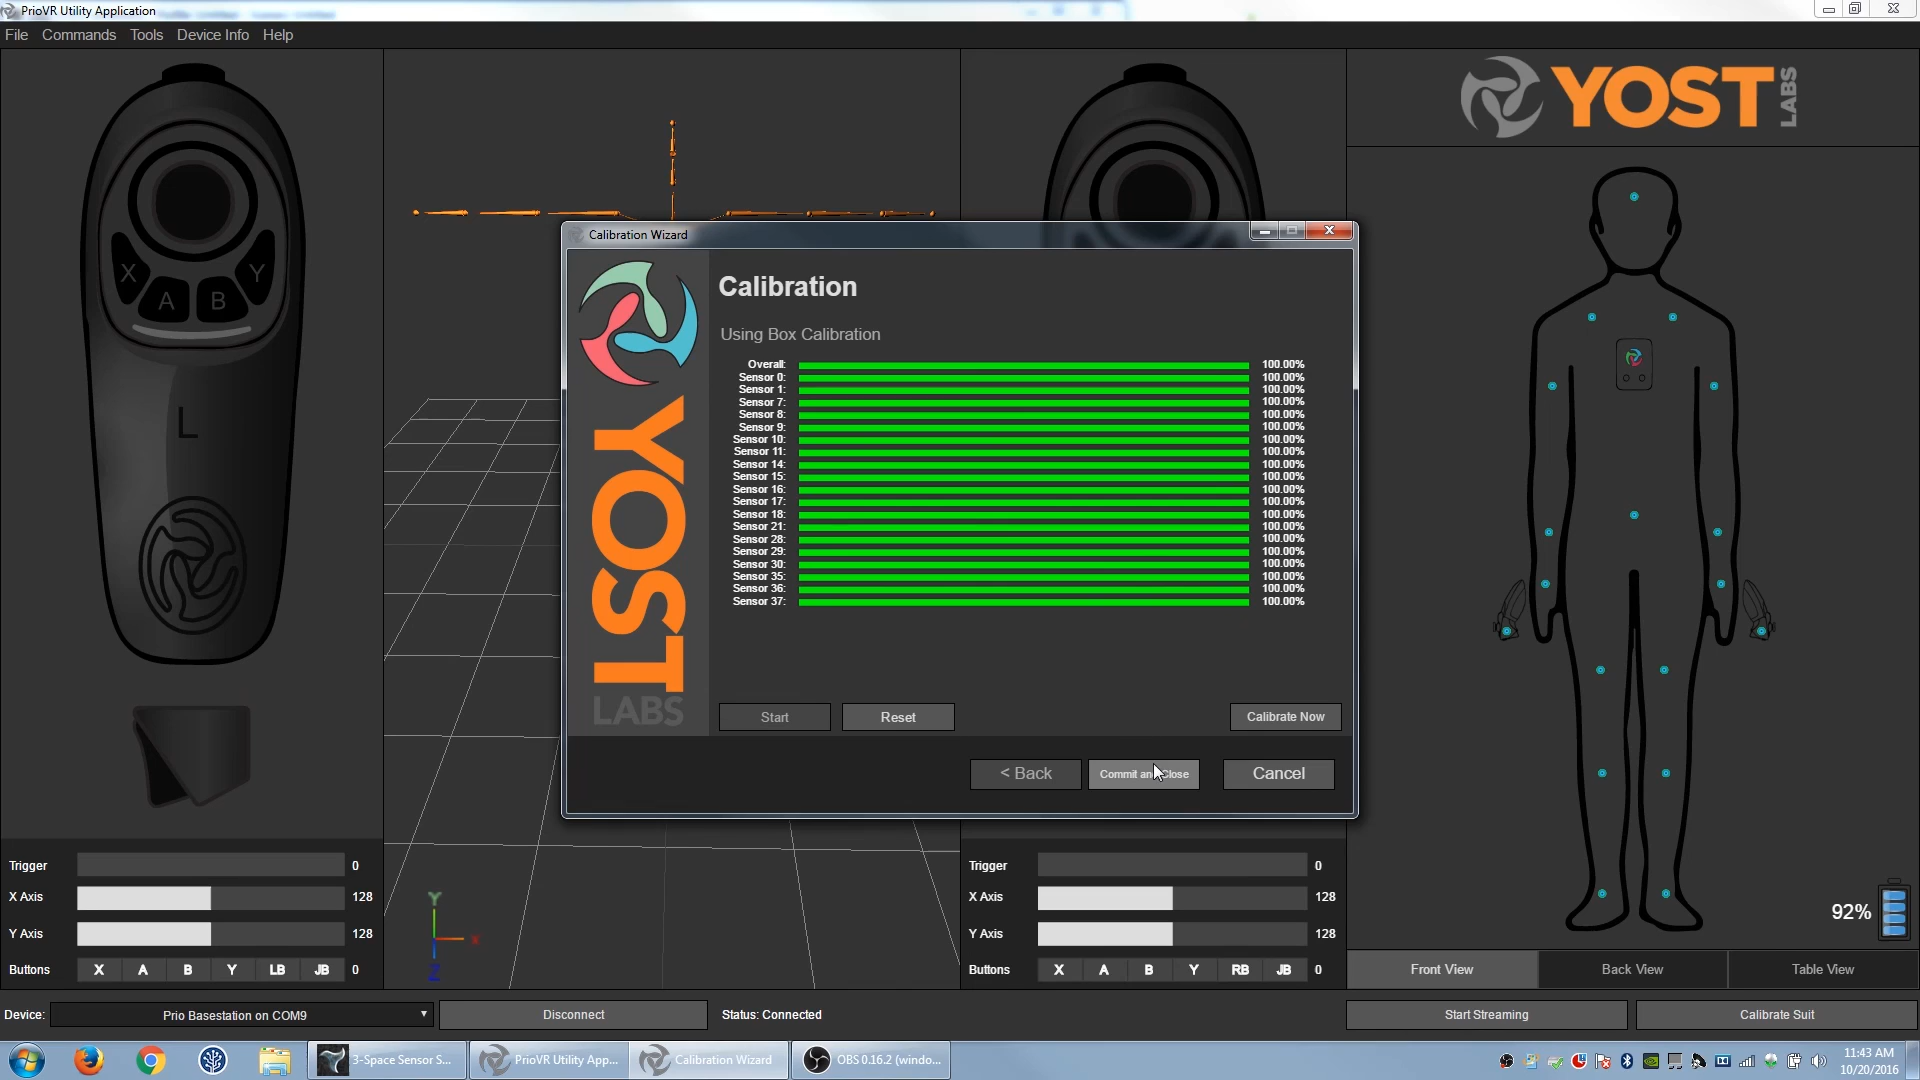 PrioVR Utility Application
File Commands Tools Device Info Help
X
A
B
Y
L
YOST
LABS
Calibration Wizard
YOST
LABS
Calibration
Using Box Calibration
Overall: 100.00%
Sensor 0: 100.00%
Sensor 1: 100.00%
Sensor 7: 100.00%
Sensor 8: 100.00%
Sensor 9: 100.00%
Sensor 10: 100.00%
Sensor 11: 100.00%
Sensor 14: 100.00%
Sensor 15: 100.00%
Sensor 16: 100.00%
Sensor 17: 100.00%
Sensor 18: 100.00%
Sensor 21: 100.00%
Sensor 28: 100.00%
Sensor 29: 100.00%
Sensor 30: 100.00%
Sensor 35: 100.00%
Sensor 36: 100.00%
Sensor 37: 100.00%
Start Reset Calibrate Now
< Back Commit and Close Cancel
Trigger 0
X Axis 128
Y Axis 128
Buttons X A B Y LB JB 0
Y
X
Z
Trigger 0
X Axis 128
Y Axis 128
Buttons X A B Y RB JB 0
92%
Front View Back View Table View
Device: Prio Basestation on COM9 Disconnect Status: Connected Start Streaming Calibrate Suit
3-Space Sensor S... PrioVR Utility App... Calibration Wizard OBS 0.16.2 (windo...
11:43 AM
10/20/2016